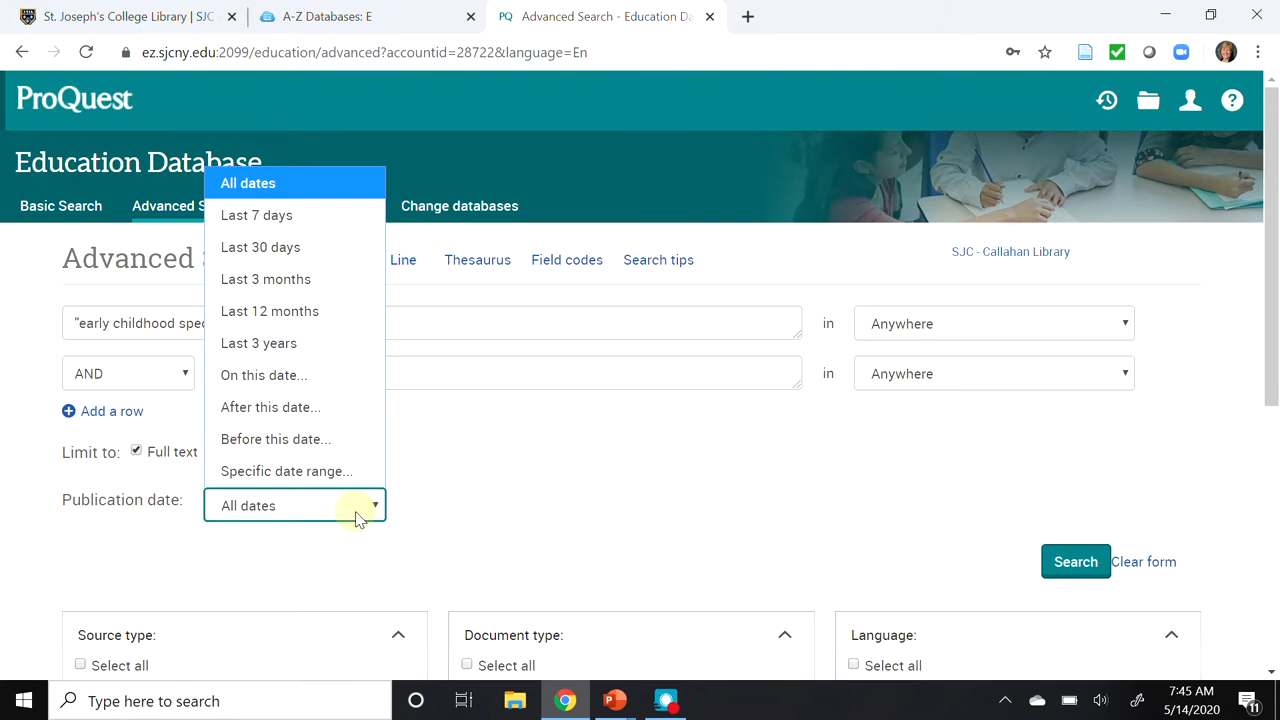 St. Joseph's College Library | SJC
A-Z Databases: E
PQ Advanced Search - Education Da
ez.sjcny.edu:2099/education/advanced?accountid=28722&language=En
ProQuest
Education Database
Basic Search
Advanced S
Change databases
Advanced
Line
Thesaurus
Field codes
Search tips
SJC - Callahan Library
All dates
Last 7 days
Last 30 days
Last 3 months
Last 12 months
Last 3 years
On this date...
After this date...
Before this date...
Specific date range...
"early childhood spec
in
Anywhere
AND
in
Anywhere
Add a row
Limit to:
Full text
Publication date:
All dates
Search
Clear form
Source type:
Document type:
Language:
Select all
Select all
Select all
Type here to search
7:45 AM
5/14/2020
11